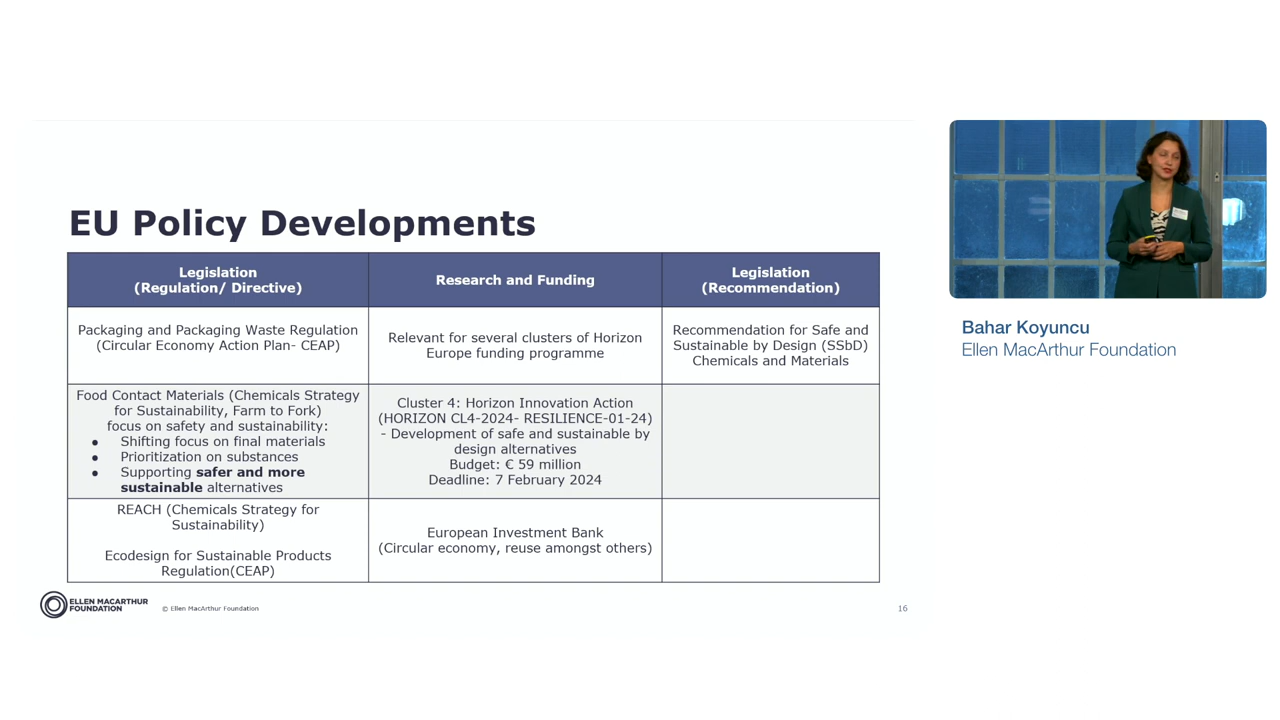 EU Policy Developments
Legislation
(Regulation/ Directive)
Research and Funding
Legislation
(Recommendation)
Packaging and Packaging Waste Regulation
(Circular Economy Action Plan- CEAP)
Relevant for several clusters of Horizon
Europe funding programme
Recommendation for Safe and
Sustainable by Design (SSbD)
Chemicals and Materials
Food Contact Materials (Chemicals Strategy
for Sustainability, Farm to Fork)
focus on safety and sustainability:
● Shifting focus on final materials
● Prioritization on substances
● Supporting safer and more
sustainable alternatives
Cluster 4: Horizon Innovation Action
(HORIZON CL4-2024- RESILIENCE-01-24)
- Development of safe and sustainable by
design alternatives
Budget: € 59 million
Deadline: 7 February 2024
REACH (Chemicals Strategy for
Sustainability)
Ecodesign for Sustainable Products
Regulation(CEAP)
European Investment Bank
(Circular economy, reuse amongst others)
ELLEN MACARTHUR
FOUNDATION
© Ellen MacArthur Foundation
16
Bahar Koyuncu
Ellen MacArthur Foundation